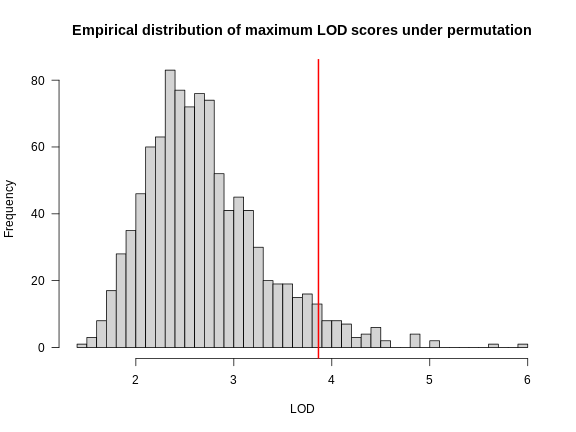 Empirical distribution of maximum LOD scores under permutation
Frequency
80
60
40
20
0
2 3 4 5 6
LOD